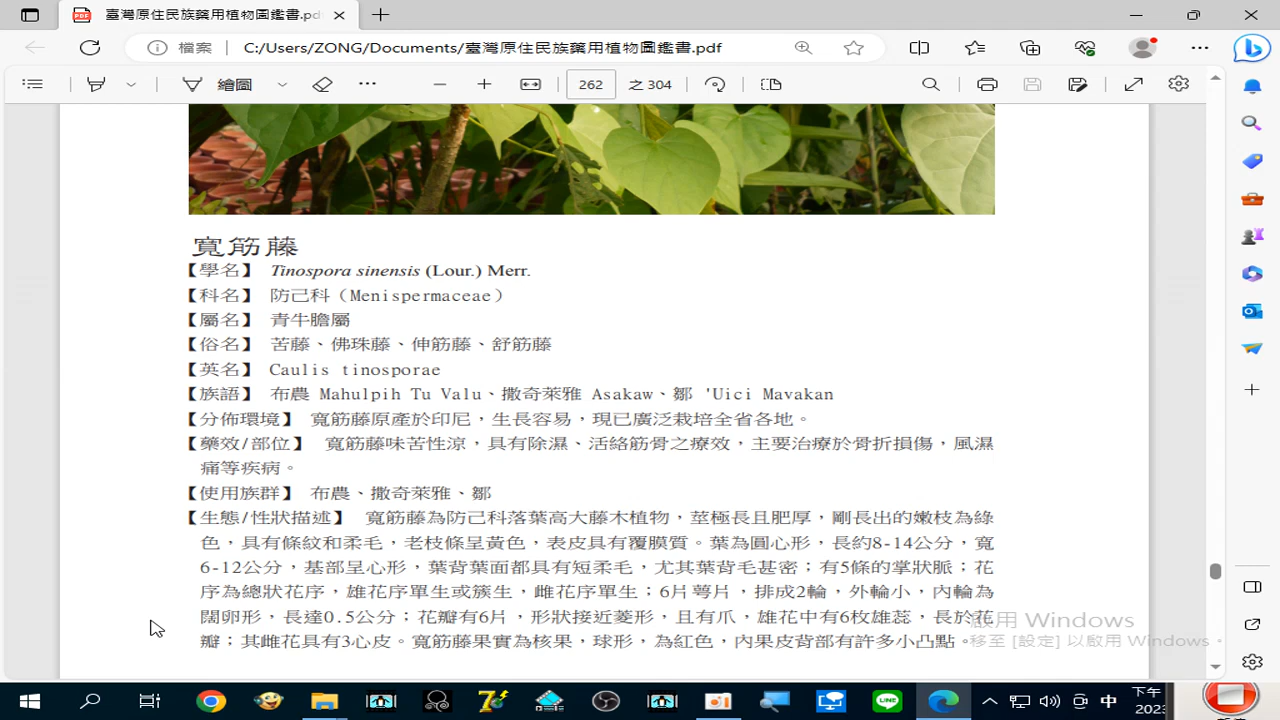 臺灣原住民族藥用植物圖鑑書.pdf
檔案 C:/Users/ZONG/Documents/臺灣原住民族藥用植物圖鑑書.pdf
繪圖 262 之 304
寬筋藤
【學名】 Tinospora sinensis (Lour.) Merr.
【科名】 防己科（Menispermaceae）
【屬名】 青牛膽屬
【俗名】 苦藤、佛珠藤、伸筋藤、舒筋藤
【英名】 Caulis tinosporae
【族語】 布農 Mahulpih Tu Valu、撒奇萊雅 Asakaw、鄒 'Uici Mavakan
【分佈環境】 寬筋藤原產於印尼，生長容易，現已廣泛栽培全省各地。
【藥效/部位】 寬筋藤味苦性涼，具有除濕、活絡筋骨之療效，主要治療於骨折損傷，風濕
痛等疾病。
【使用族群】 布農、撒奇萊雅、鄒
【生態/性狀描述】 寬筋藤為防己科落葉高大藤木植物，莖極長且肥厚，剛長出的嫩枝為綠
色，具有條紋和柔毛，老枝條呈黃色，表皮具有覆膜質。葉為圓心形，長約8-14公分，寬
6-12公分，基部呈心形，葉背葉面都具有短柔毛，尤其葉背毛甚密；有5條的掌狀脈；花
序為總狀花序，雄花序單生或簇生，雌花序單生；6片萼片，排成2輪，外輪小，內輪為
闊卵形，長達0.5公分；花瓣有6片，形狀接近菱形，且有爪，雄花中有6枚雄蕊，長於花
瓣；其雌花具有3心皮。寬筋藤果實為核果，球形，為紅色，內果皮背部有許多小凸點。
啟用 Windows
移至 [設定] 以啟用 Windows。
中 下午
2023
LINE